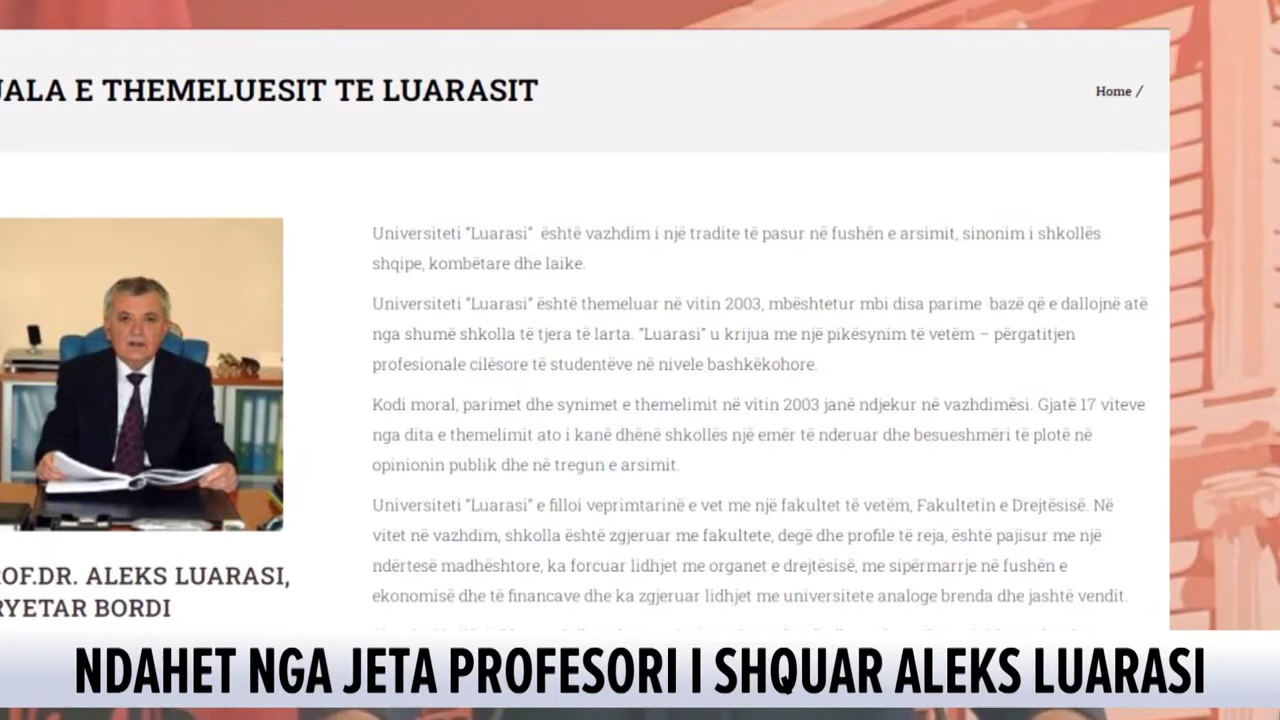 JALA E THEMELUESIT TE LUARASIT
Home /
Universiteti “Luarasi” është vazhdim i një tradite të pasur në fushën e arsimit, sinonim i shkollës
shqipe, kombëtare dhe laike.
Universiteti “Luarasi” është themeluar në vitin 2003, mbështetur mbi disa parime bazë që e dallojnë atë
nga shumë shkolla të tjera të larta. “Luarasi” u krijua me një pikësynim të vetëm – përgatitjen
profesionale cilësore të studentëve në nivele bashkëkohore.
Kodi moral, parimet dhe synimet e themelimit në vitin 2003 janë ndjekur në vazhdimësi. Gjatë 17 viteve
nga dita e themelimit ato i kanë dhënë shkollës një emër të nderuar dhe besueshmëri të plotë në
opinionin publik dhe në tregun e arsimit.
Universiteti “Luarasi” e filloi veprimtarinë e vet me një fakultet të vetëm, Fakultetin e Drejtësisë. Në
vitet në vazhdim, shkolla është zgjeruar me fakultete, degë dhe profile të reja, është pajisur me një
ndërtesë madhështore, ka forcuar lidhjet me organet e drejtësisë, me sipërmarrje në fushën e
ekonomisë dhe të financave dhe ka zgjeruar lidhjet me universitete analoge brenda dhe jashtë vendit.
OF.DR. ALEKS LUARASI,
RYETAR BORDI
NDAHET NGA JETA PROFESORI I SHQUAR ALEKS LUARASI